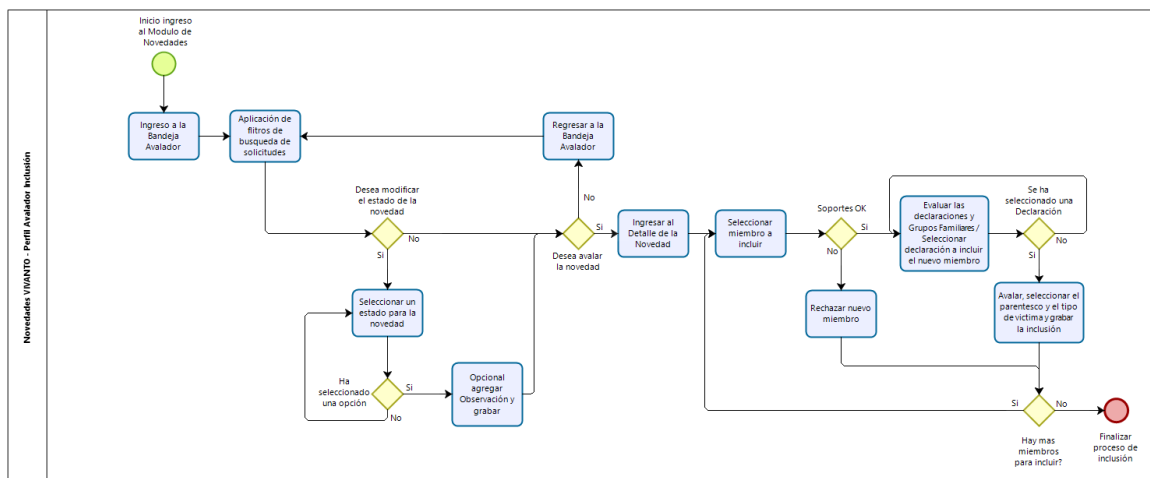 Novedades VIVANTO - Perfil Avalador Inclusión
Inicio ingreso
al Modulo de
Novedades
Ingreso a la
Bandeja
Avalador
Aplicación de
flitros de
busqueda de
solicitudes
Regresar a la
Bandeja
Avalador
Desea modificar
el estado de la
novedad
No
Si
Seleccionar un
estado para la
novedad
Ha
seleccionado
una opción
Si
No
Opcional
agregar
Observación y
grabar
No
Si
Desea avalar
la novedad
Ingresar al
Detalle de la
Novedad
Seleccionar
miembro a
incluir
Soportes OK
Si
No
Rechazar nuevo
miembro
Evaluar las
declaraciones y
Grupos Familiares /
Seleccionar
declaración a incluir
el nuevo miembro
Se ha
seleccionado una
Declaración
No
Si
Avalar, seleccionar el
parentesco y el tipo
de victima y grabar
la inclusión
Si
No
Hay mas
miembros
para incluir?
Finalizar
proceso de
inclusión